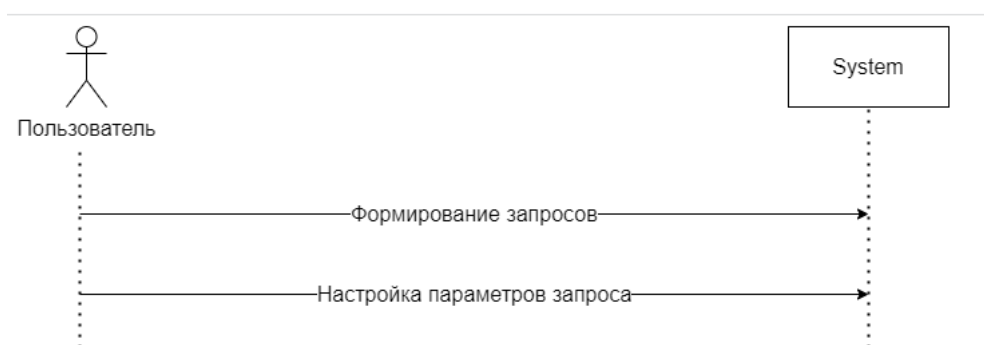 System
Пользователь
Формирование запросов
Настройка параметров запроса